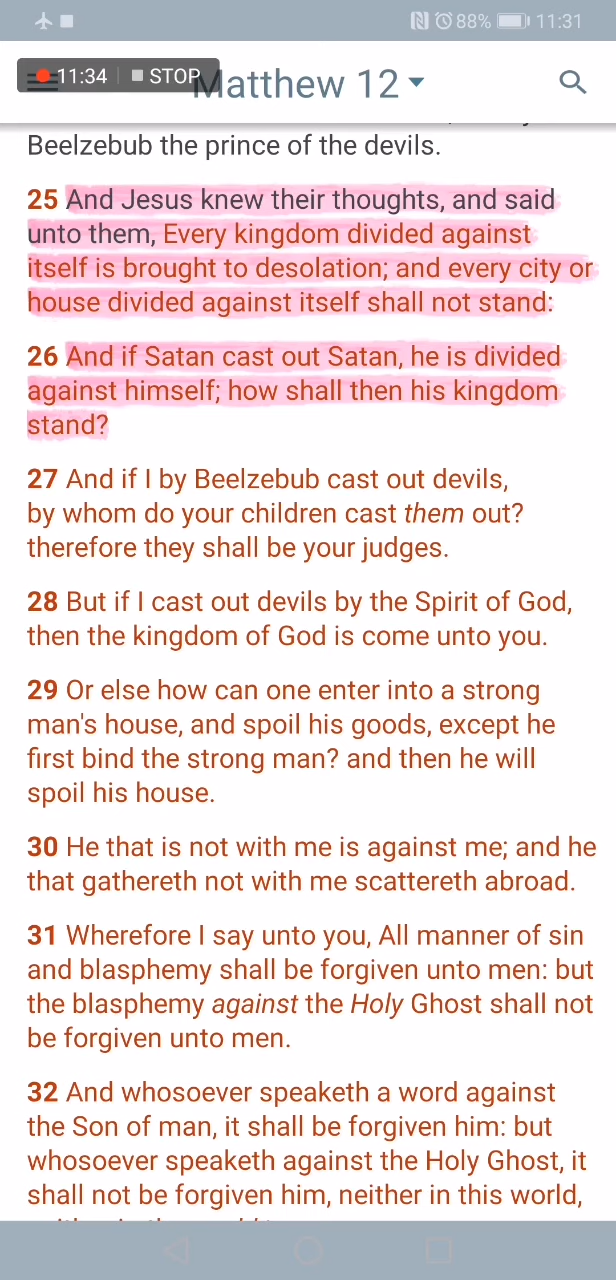 88% 11:31
11:34 STOP
Matthew 12
Beelzebub the prince of the devils.
25 And Jesus knew their thoughts, and said
unto them, Every kingdom divided against
itself is brought to desolation; and every city or
house divided against itself shall not stand:
26 And if Satan cast out Satan, he is divided
against himself; how shall then his kingdom
stand?
27 And if I by Beelzebub cast out devils,
by whom do your children cast them out?
therefore they shall be your judges.
28 But if I cast out devils by the Spirit of God,
then the kingdom of God is come unto you.
29 Or else how can one enter into a strong
man's house, and spoil his goods, except he
first bind the strong man? and then he will
spoil his house.
30 He that is not with me is against me; and he
that gathereth not with me scattereth abroad.
31 Wherefore I say unto you, All manner of sin
and blasphemy shall be forgiven unto men: but
the blasphemy against the Holy Ghost shall not
be forgiven unto men.
32 And whosoever speaketh a word against
the Son of man, it shall be forgiven him: but
whosoever speaketh against the Holy Ghost, it
shall not be forgiven him, neither in this world,